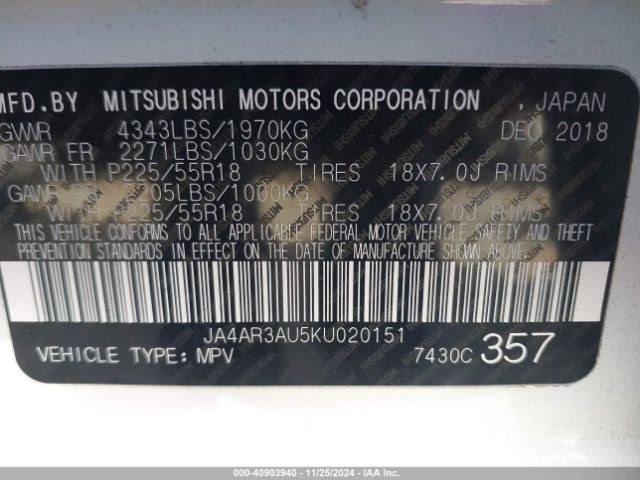 MFD.BY MITSUBISHI MOTORS CORPORATION , JAPAN
GWWR 4343LBS/1970KG DEC 2018
GAWR FR 2271LBS/1030KG
WITH P225/55R18 TIRES 18X7.0J RIMS
GAWR RR 2205LBS/1000KG
WITH P225/55R18 TIRES 18X7.0J RIMS
THIS VEHICLE CONFORMS TO ALL APPLICABLE FEDERAL MOTOR VEHICLE SAFETY AND THEFT
PREVENTION STANDARDS IN EFFECT ON THE DATE OF MANUFACTURE SHOWN ABOVE.
JA4AR3AU5KU020151
VEHICLE TYPE: MPV 7430C 357
© - 40903940 - 11/25/2024 - IAA